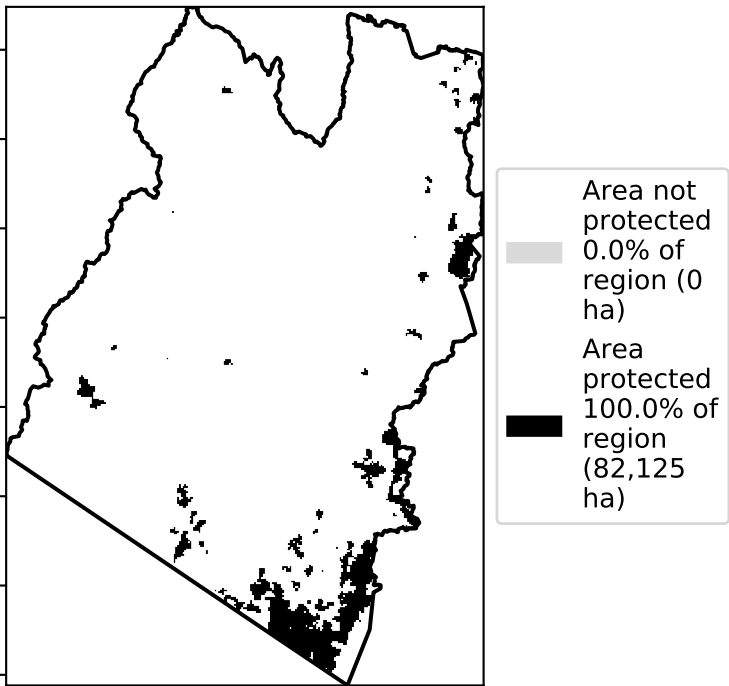 Area not
protected
0.0% of
region (0
ha)
Area
protected
100.0% of
region
(82,125
ha)